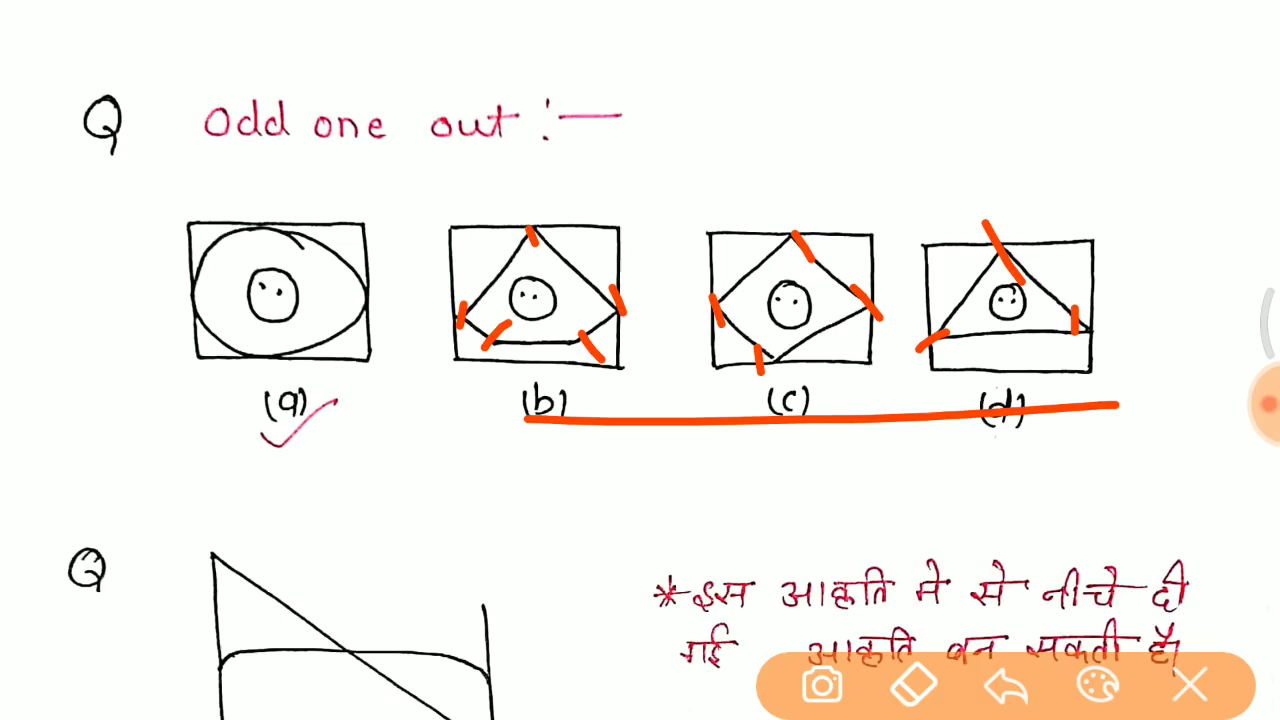 Q Odd one out :—
(a) (b) (c) (d)
Q
* इस आकृति में से नीचे दी
गई आकृति बन सकती है।